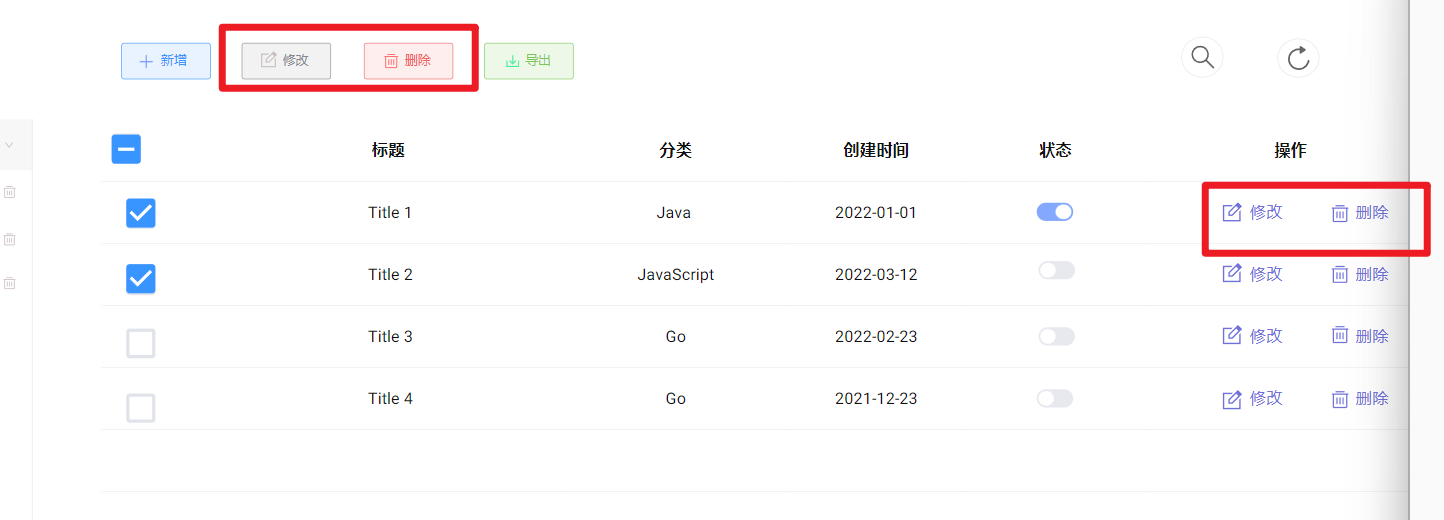 新增 修改 删除 导出
标题 分类 创建时间 状态 操作
Title 1 Java 2022-01-01 修改 删除
Title 2 JavaScript 2022-03-12 修改 删除
Title 3 Go 2022-02-23 修改 删除
Title 4 Go 2021-12-23 修改 删除